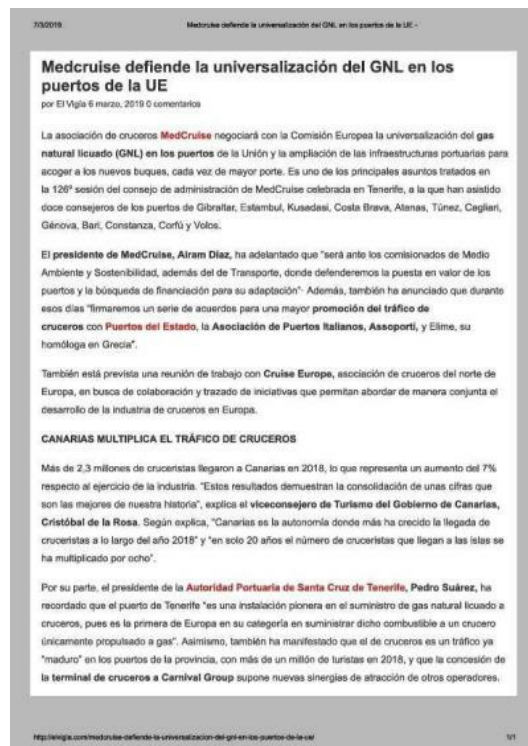 7/3/2019
Medcruise defiende la universalización del GNL en los puertos de la UE -
Medcruise defiende la universalización del GNL en los
puertos de la UE
por El Vigía 6 marzo, 2019 0 comentarios
La asociación de cruceros MedCruise negociará con la Comisión Europea la universalización del gas
natural licuado (GNL) en los puertos de la Unión y la ampliación de las infraestructuras portuarias para
acoger a los nuevos buques, cada vez de mayor porte. Es uno de los principales asuntos tratados en
la 126ª sesión del consejo de administración de MedCruise celebrada en Tenerife, a la que han asistido
doce consejeros de los puertos de Gibraltar, Estambul, Kusadasi, Costa Brava, Atenas, Túnez, Cagliari,
Génova, Bari, Constanza, Corfú y Volos.
El presidente de MedCruise, Airam Díaz, ha adelantado que "será ante los comisionados de Medio
Ambiente y Sostenibilidad, además del de Transporte, donde defenderemos la puesta en valor de los
puertos y la búsqueda de financiación para su adaptación"· Además, también ha anunciado que durante
esos días "firmaremos un serie de acuerdos para una mayor promoción del tráfico de
cruceros con Puertos del Estado, la Asociación de Puertos Italianos, Assoporti, y Elime, su
homóloga en Grecia".
También está prevista una reunión de trabajo con Cruise Europe, asociación de cruceros del norte de
Europa, en busca de colaboración y trazado de iniciativas que permitan abordar de manera conjunta el
desarrollo de la industria de cruceros en Europa.
CANARIAS MULTIPLICA EL TRÁFICO DE CRUCEROS
Más de 2,3 millones de cruceristas llegaron a Canarias en 2018, lo que representa un aumento del 7%
respecto al ejercicio de la industria. "Estos resultados demuestran la consolidación de unas cifras que
son las mejores de nuestra historia", explica el viceconsejero de Turismo del Gobierno de Canarias,
Cristóbal de la Rosa. Según explica, "Canarias es la autonomía donde más ha crecido la llegada de
cruceristas a lo largo del año 2018" y "en solo 20 años el número de cruceristas que llegan a las islas se
ha multiplicado por ocho".
Por su parte, el presidente de la Autoridad Portuaria de Santa Cruz de Tenerife, Pedro Suárez, ha
recordado que el puerto de Tenerife "es una instalación pionera en el suministro de gas natural licuado a
cruceros, pues es la primera de Europa en su categoría en suministrar dicho combustible a un crucero
únicamente propulsado a gas". Asimismo, también ha manifestado que el de cruceros es un tráfico ya
"maduro" en los puertos de la provincia, con más de un millón de turistas en 2018, y que la concesión de
la terminal de cruceros a Carnival Group supone nuevas sinergias de atracción de otros operadores.
http://elvigia.com/medcruise-defiende-la-universalizacion-del-gnl-en-los-puertos-de-la-ue/
1/1